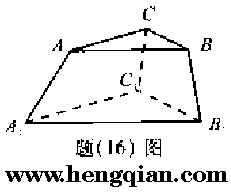 C
A B
C₁
A₁ B₁
题(16)图
www.hengqian.com